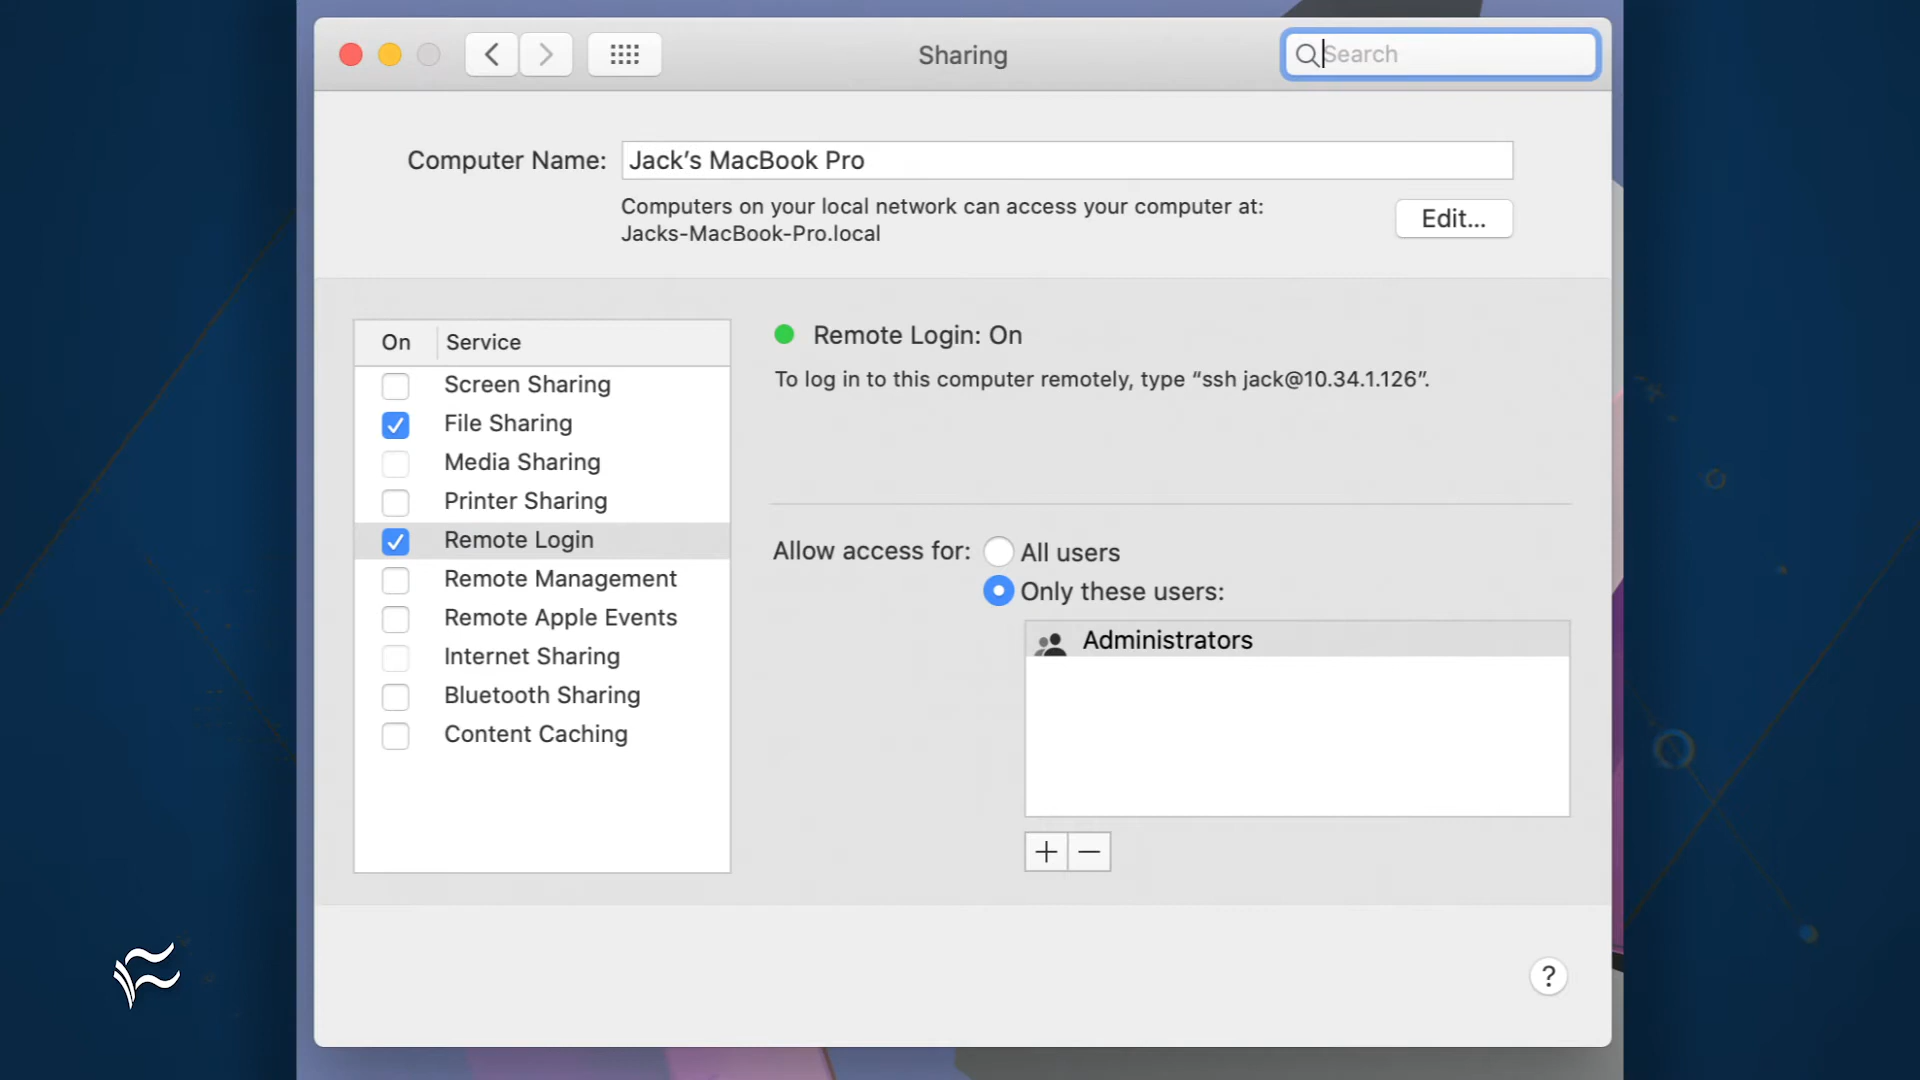 Sharing
Search
Computer Name: Jack’s MacBook Pro
Computers on your local network can access your computer at:
Jacks-MacBook-Pro.local
Edit...
On Service
Screen Sharing
File Sharing
Media Sharing
Printer Sharing
Remote Login
Remote Management
Remote Apple Events
Internet Sharing
Bluetooth Sharing
Content Caching
Remote Login: On
To log in to this computer remotely, type “ssh jack@10.34.1.126”.
Allow access for: All users
Only these users:
Administrators
?